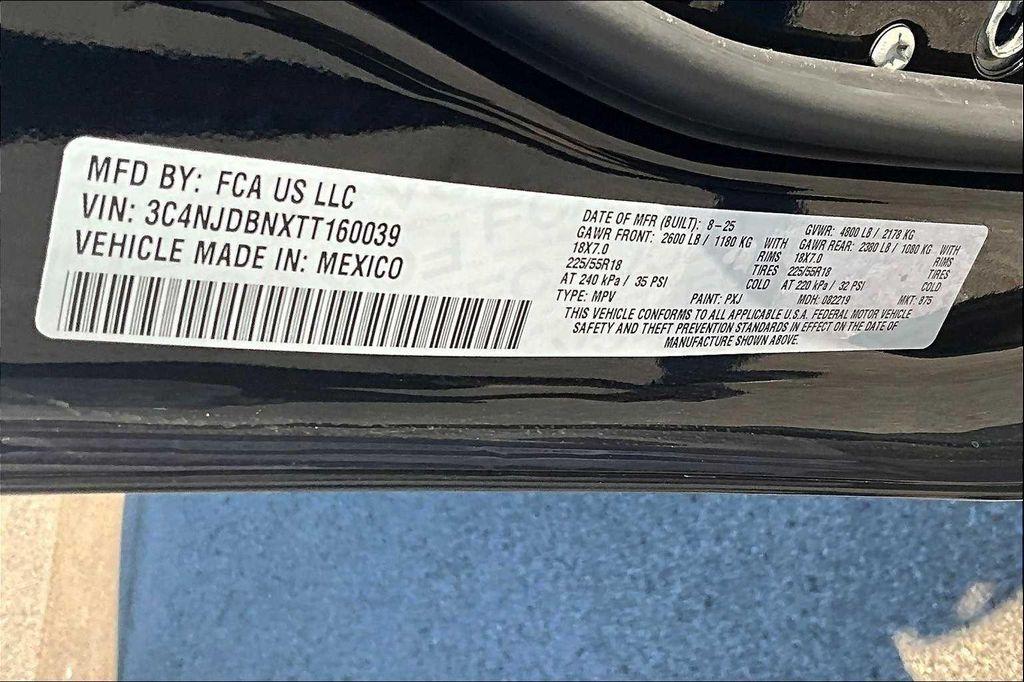 MFD BY: FCA US LLC
VIN: 3C4NJDBNXTT160039
VEHICLE MADE IN: MEXICO
DATE OF MFR (BUILT): 8-25 GVWR: 4800 LB / 2178 KG
GAWR FRONT: 2600 LB / 1180 KG WITH GAWR REAR: 2380 LB / 1080 KG WITH
18X7.0 RIMS 18X7.0 RIMS
225/55R18 TIRES 225/55R18 TIRES
AT 240 kPa / 35 PSI COLD AT 220 kPa / 32 PSI COLD
TYPE: MPV PAINT: PXJ MDH: 082219 MKT: 875
THIS VEHICLE CONFORMS TO ALL APPLICABLE U.S.A. FEDERAL MOTOR VEHICLE
SAFETY AND THEFT PREVENTION STANDARDS IN EFFECT ON THE DATE OF
MANUFACTURE SHOWN ABOVE.